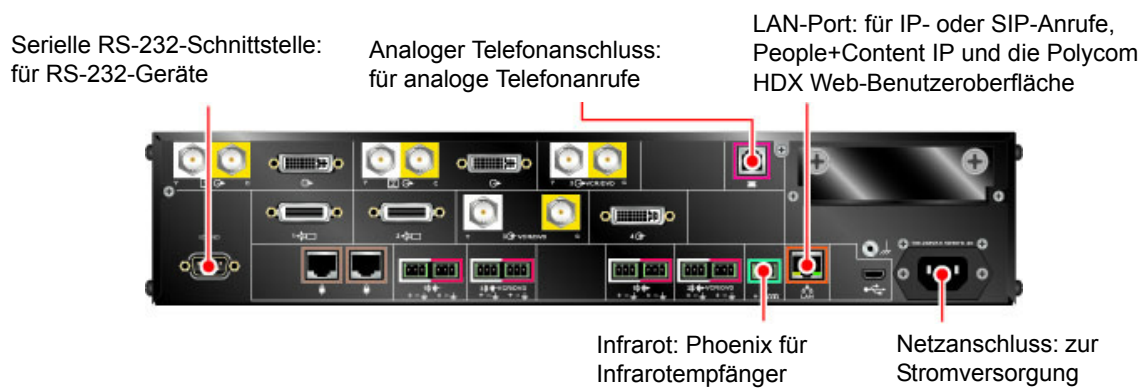 LAN-Port: für IP- oder SIP-Anrufe,
People+Content IP und die Polycom
HDX Web-Benutzeroberfläche
Serielle RS-232-Schnittstelle:
für RS-232-Geräte
Analoger Telefonanschluss:
für analoge Telefonanrufe
LAN
Infrarot: Phoenix für
Infrarotempfänger
Netzanschluss: zur
Stromversorgung